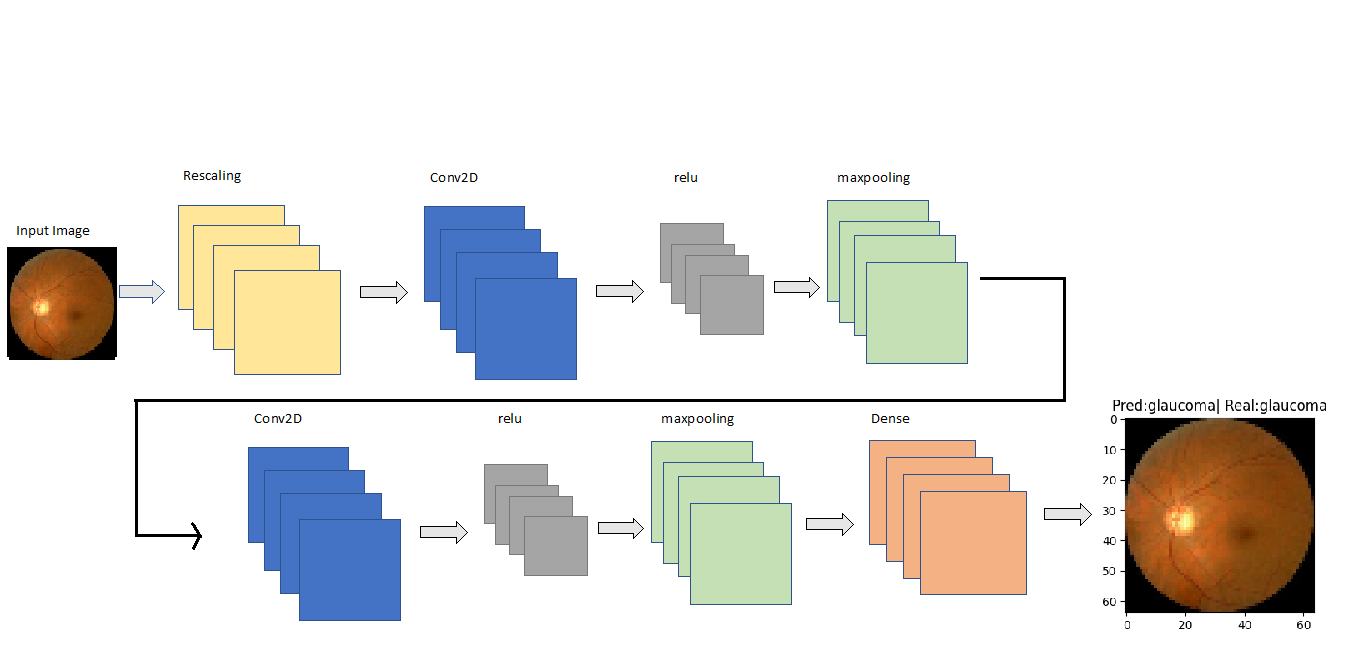 Input Image
Rescaling
Conv2D
relu
maxpooling
Conv2D
relu
maxpooling
Dense
Pred:glaucoma| Real:glaucoma
0
10
20
30
40
50
60
0 20 40 60